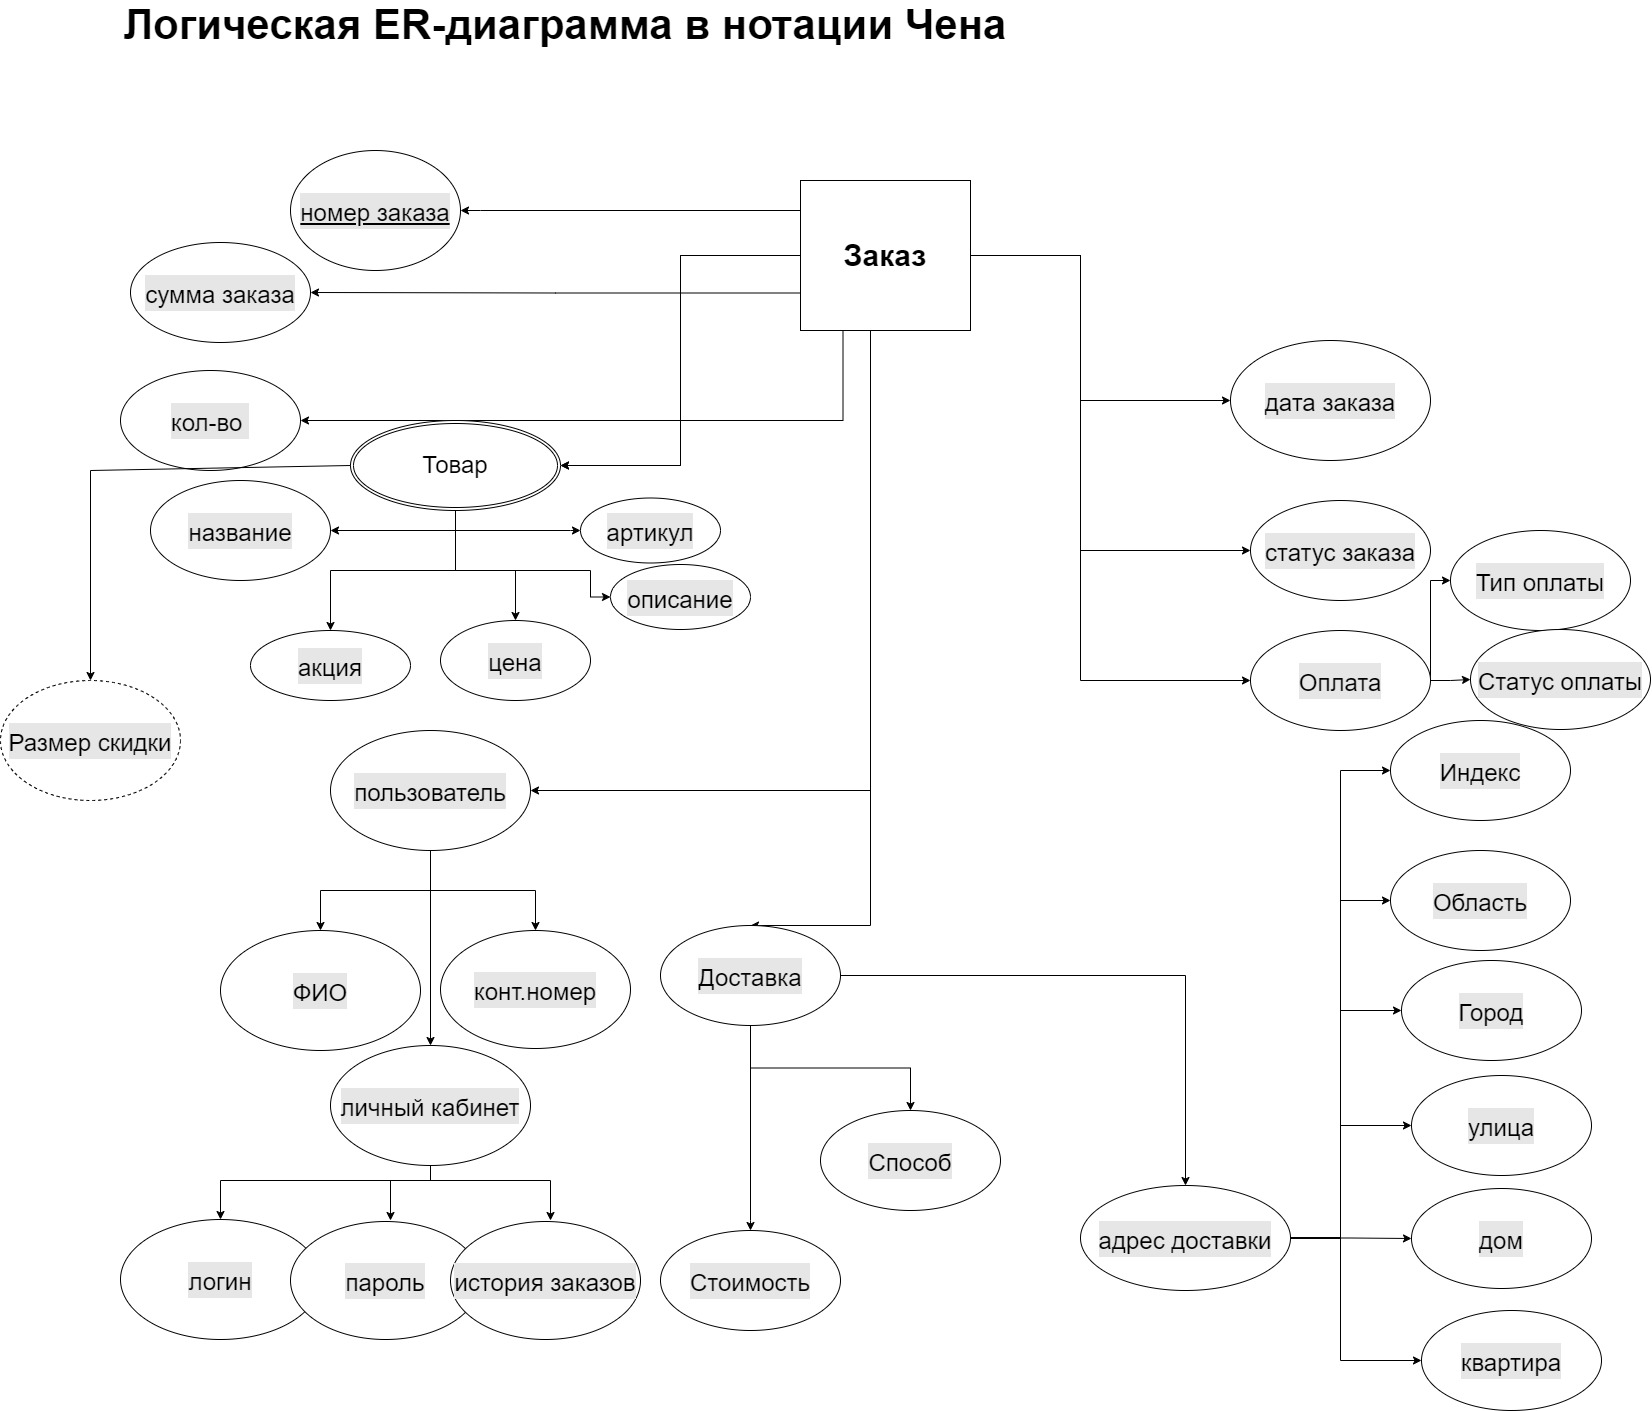 Логическая ER-диаграмма в нотации Чена
номер заказа
Заказ
сумма заказа
дата заказа
кол-во
Товар
название
артикул
статус заказа
Тип оплаты
описание
акция
цена
Оплата
Статус оплаты
Размер скидки
Индекс
пользователь
Область
ФИО
конт.номер
Доставка
Город
личный кабинет
улица
Способ
адрес доставки
дом
логин
пароль
история заказов
Стоимость
квартира